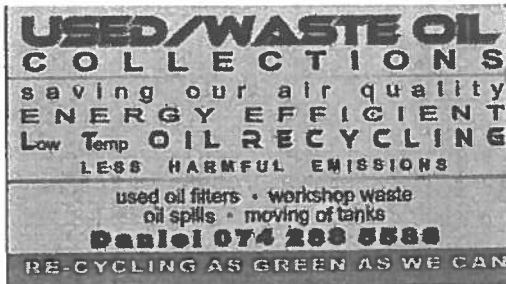 USED/WASTE OIL
COLLECTIONS
saving our air quality
ENERGY EFFICIENT
Low Temp OIL RECYCLING
LESS HARMFUL EMISSIONS
used oil filters • workshop waste
oil spills • moving of tanks
Daniel 074
RE-CYCLING AS GREEN AS WE CAN